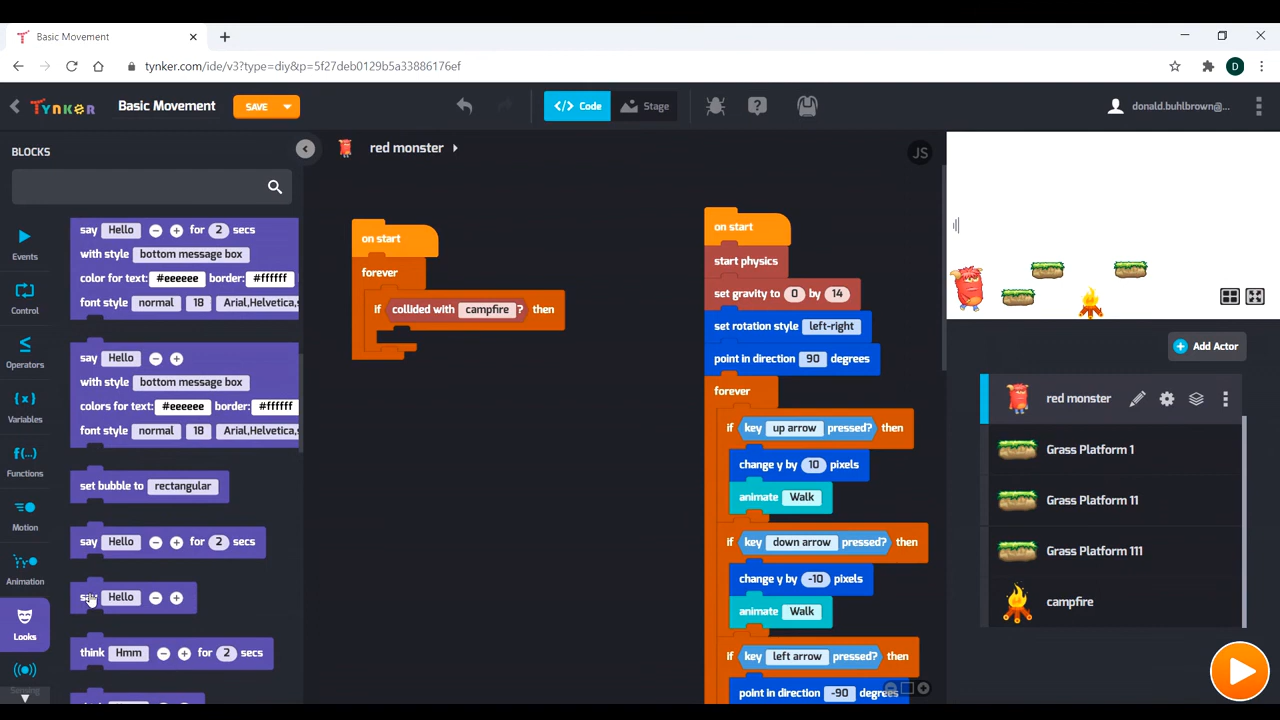 Basic Movement
tynker.com/ide/v3?type=diy&p=5f27deb0129b5a33886176ef
D
TYNKER
Basic Movement
SAVE
</> Code
Stage
donald.buhlbrown@...
BLOCKS
Events
Control
Operators
Variables
Functions
Motion
Animation
Looks
Sensing
say Hello - + for 2 secs
with style bottom message box
color for text: #eeeeee border: #ffffff
font style normal 18 Arial,Helvetica,s
say Hello - +
with style bottom message box
colors for text: #eeeeee border: #ffffff
font style normal 18 Arial,Helvetica,s
set bubble to rectangular
say Hello - + for 2 secs
Hello - +
think Hmm - + for 2 secs
red monster
JS
on start
forever
If collided with campfire ? then
on start
start physics
set gravity to 0 by 14
set rotation style left-right
point in direction 90 degrees
forever
if key up arrow pressed? then
change y by 10 pixels
animate Walk
if key down arrow pressed? then
change y by -10 pixels
animate Walk
if key left arrow pressed? then
point in direction -90 degrees
Add Actor
red monster
Grass Platform 1
Grass Platform 11
Grass Platform 111
campfire